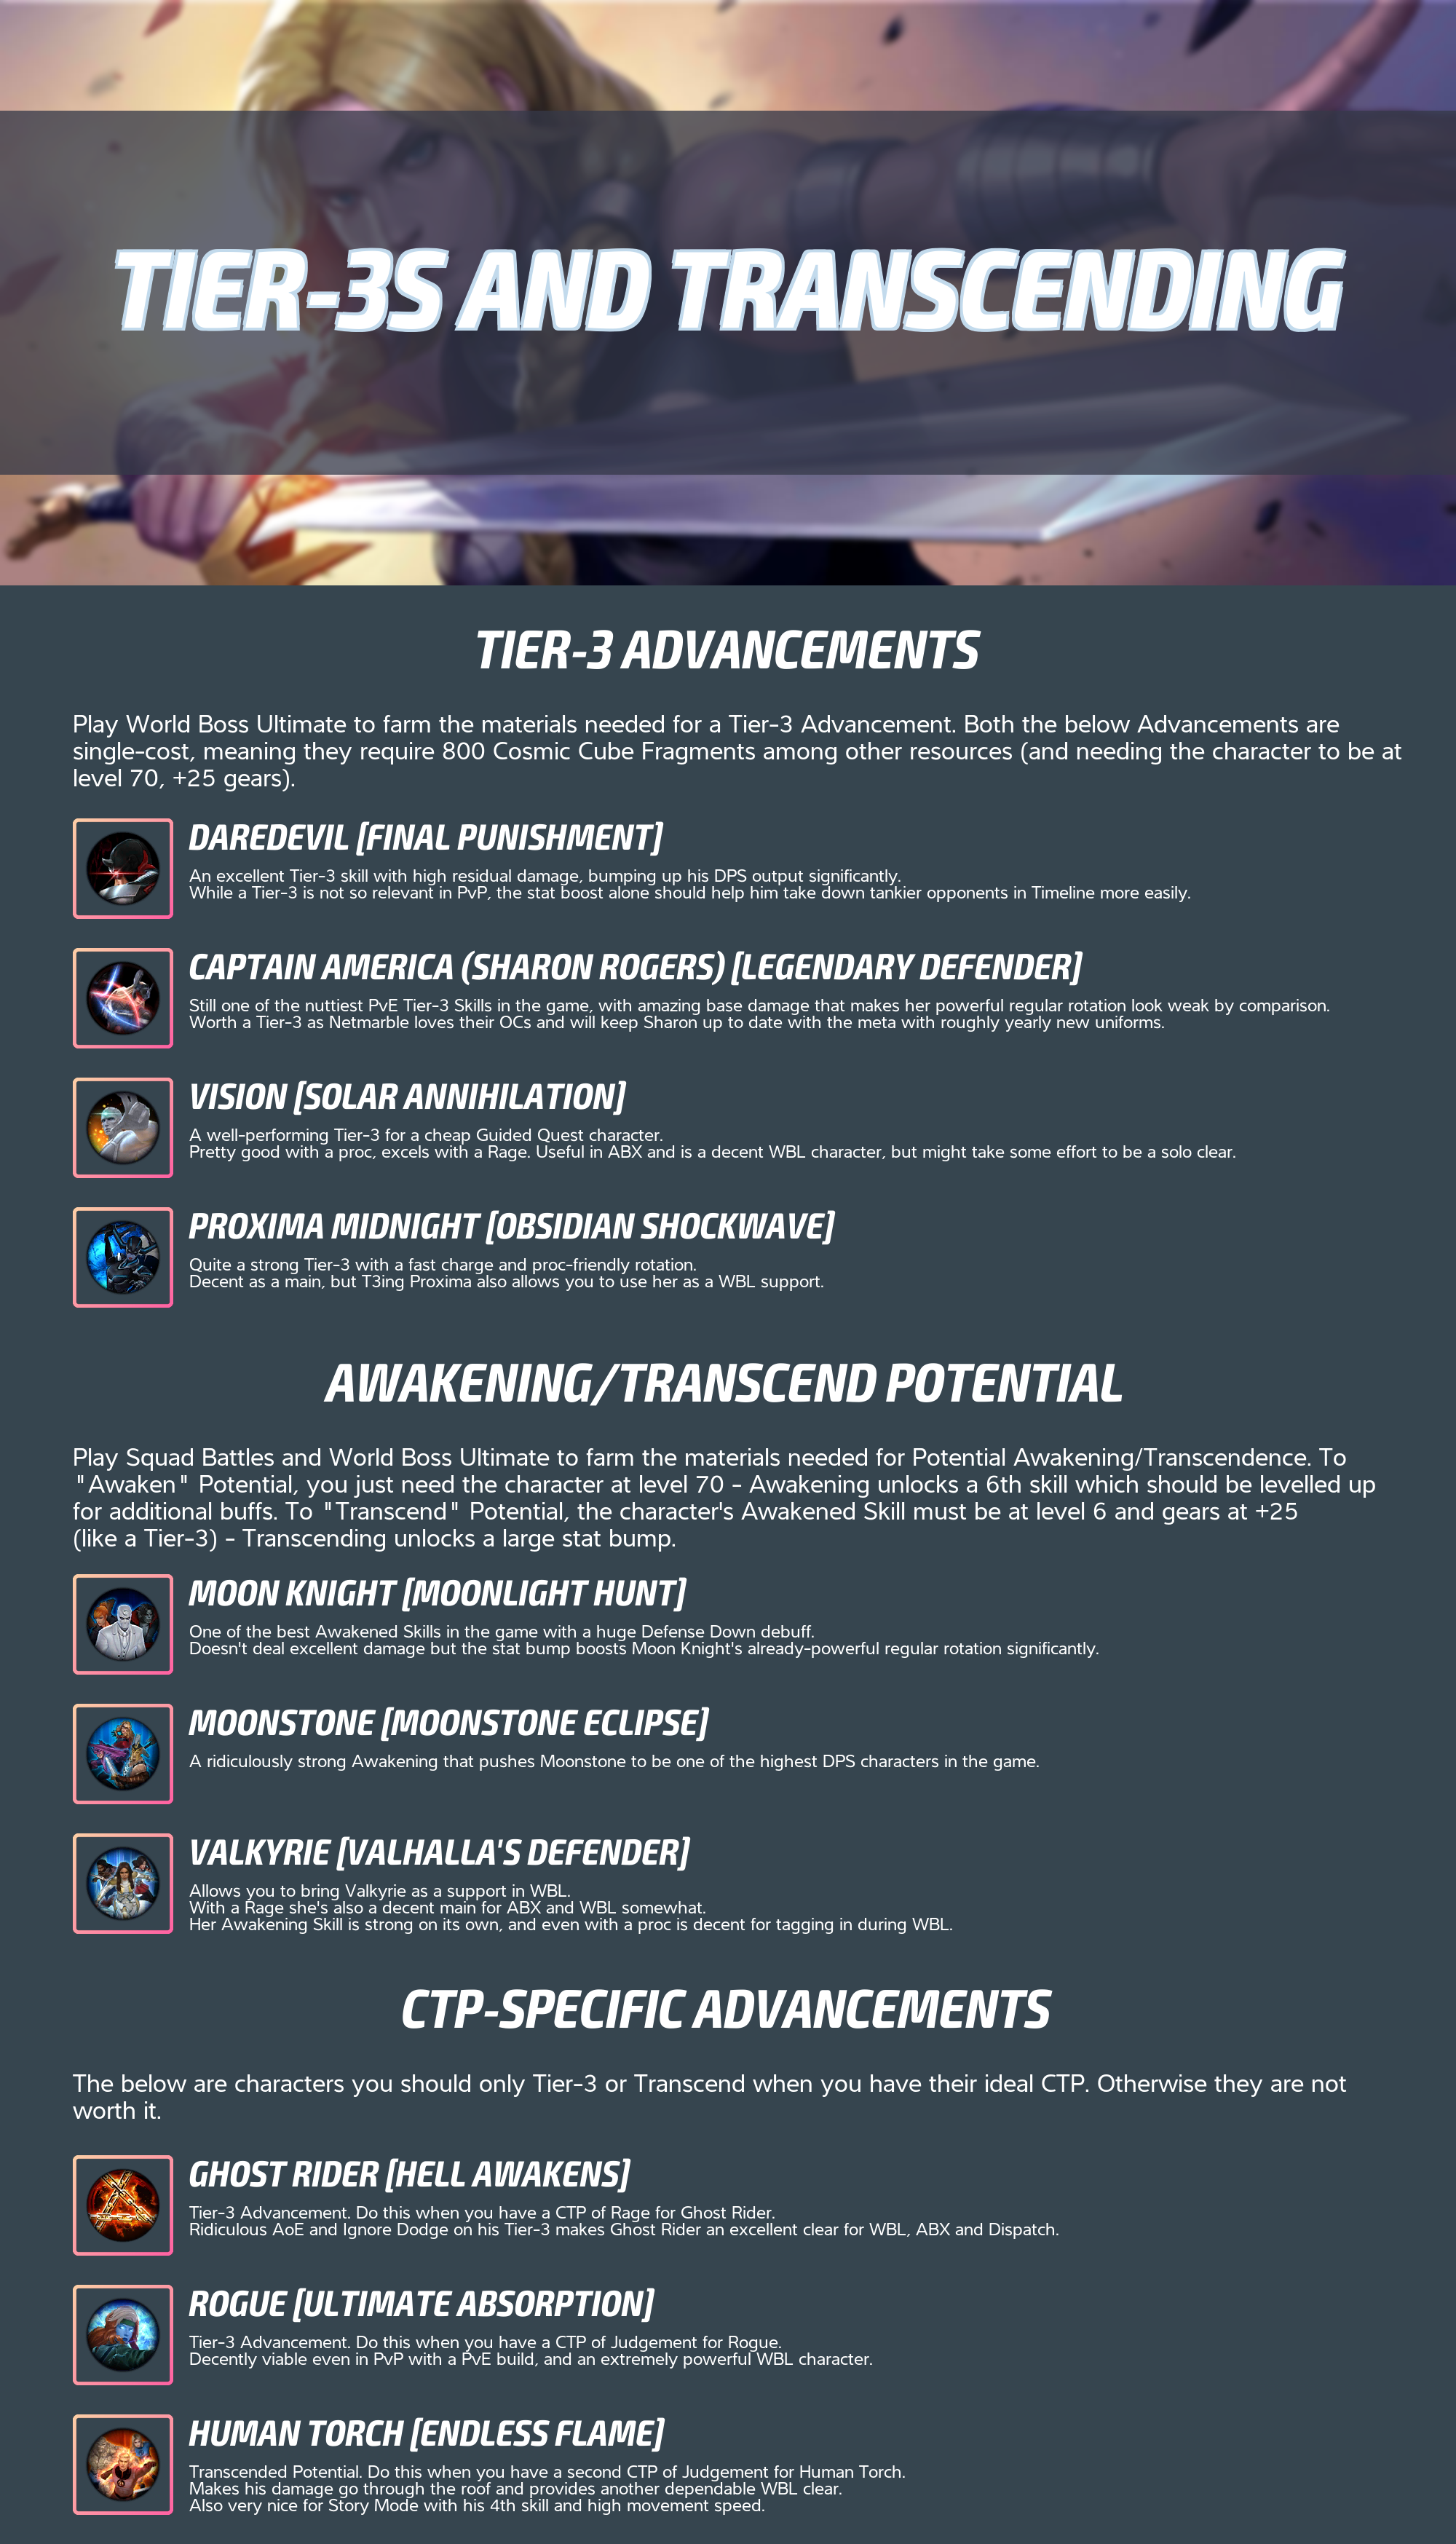 TIER-3S AND TRANSCENDING
TIER-3 ADVANCEMENTS
Play World Boss Ultimate to farm the materials needed for a Tier-3 Advancement. Both the below Advancements are
single-cost, meaning they require 800 Cosmic Cube Fragments among other resources (and needing the character to be at
level 70, +25 gears).
DAREDEVIL [FINAL PUNISHMENT]
An excellent Tier-3 skill with high residual damage, bumping up his DPS output significantly.
While a Tier-3 is not so relevant in PvP, the stat boost alone should help him take down tankier opponents in Timeline more easily.
CAPTAIN AMERICA (SHARON ROGERS) [LEGENDARY DEFENDER]
Still one of the nuttiest PvE Tier-3 Skills in the game, with amazing base damage that makes her powerful regular rotation look weak by comparison.
Worth a Tier-3 as Netmarble loves their OCs and will keep Sharon up to date with the meta with roughly yearly new uniforms.
VISION [SOLAR ANNIHILATION]
A well-performing Tier-3 for a cheap Guided Quest character.
Pretty good with a proc, excels with a Rage. Useful in ABX and is a decent WBL character, but might take some effort to be a solo clear.
PROXIMA MIDNIGHT [OBSIDIAN SHOCKWAVE]
Quite a strong Tier-3 with a fast charge and proc-friendly rotation.
Decent as a main, but T3ing Proxima also allows you to use her as a WBL support.
AWAKENING/TRANSCEND POTENTIAL
Play Squad Battles and World Boss Ultimate to farm the materials needed for Potential Awakening/Transcendence. To
"Awaken" Potential, you just need the character at level 70 - Awakening unlocks a 6th skill which should be levelled up
for additional buffs. To "Transcend" Potential, the character's Awakened Skill must be at level 6 and gears at +25
(like a Tier-3) - Transcending unlocks a large stat bump.
MOON KNIGHT [MOONLIGHT HUNT]
One of the best Awakened Skills in the game with a huge Defense Down debuff.
Doesn't deal excellent damage but the stat bump boosts Moon Knight's already-powerful regular rotation significantly.
MOONSTONE [MOONSTONE ECLIPSE]
A ridiculously strong Awakening that pushes Moonstone to be one of the highest DPS characters in the game.
VALKYRIE [VALHALLA'S DEFENDER]
Allows you to bring Valkyrie as a support in WBL.
With a Rage she's also a decent main for ABX and WBL somewhat.
Her Awakening Skill is strong on its own, and even with a proc is decent for tagging in during WBL.
CTP-SPECIFIC ADVANCEMENTS
The below are characters you should only Tier-3 or Transcend when you have their ideal CTP. Otherwise they are not
worth it.
GHOST RIDER [HELL AWAKENS]
Tier-3 Advancement. Do this when you have a CTP of Rage for Ghost Rider.
Ridiculous AoE and Ignore Dodge on his Tier-3 makes Ghost Rider an excellent clear for WBL, ABX and Dispatch.
ROGUE [ULTIMATE ABSORPTION]
Tier-3 Advancement. Do this when you have a CTP of Judgement for Rogue.
Decently viable even in PvP with a PvE build, and an extremely powerful WBL character.
HUMAN TORCH [ENDLESS FLAME]
Transcended Potential. Do this when you have a second CTP of Judgement for Human Torch.
Makes his damage go through the roof and provides another dependable WBL clear.
Also very nice for Story Mode with his 4th skill and high movement speed.